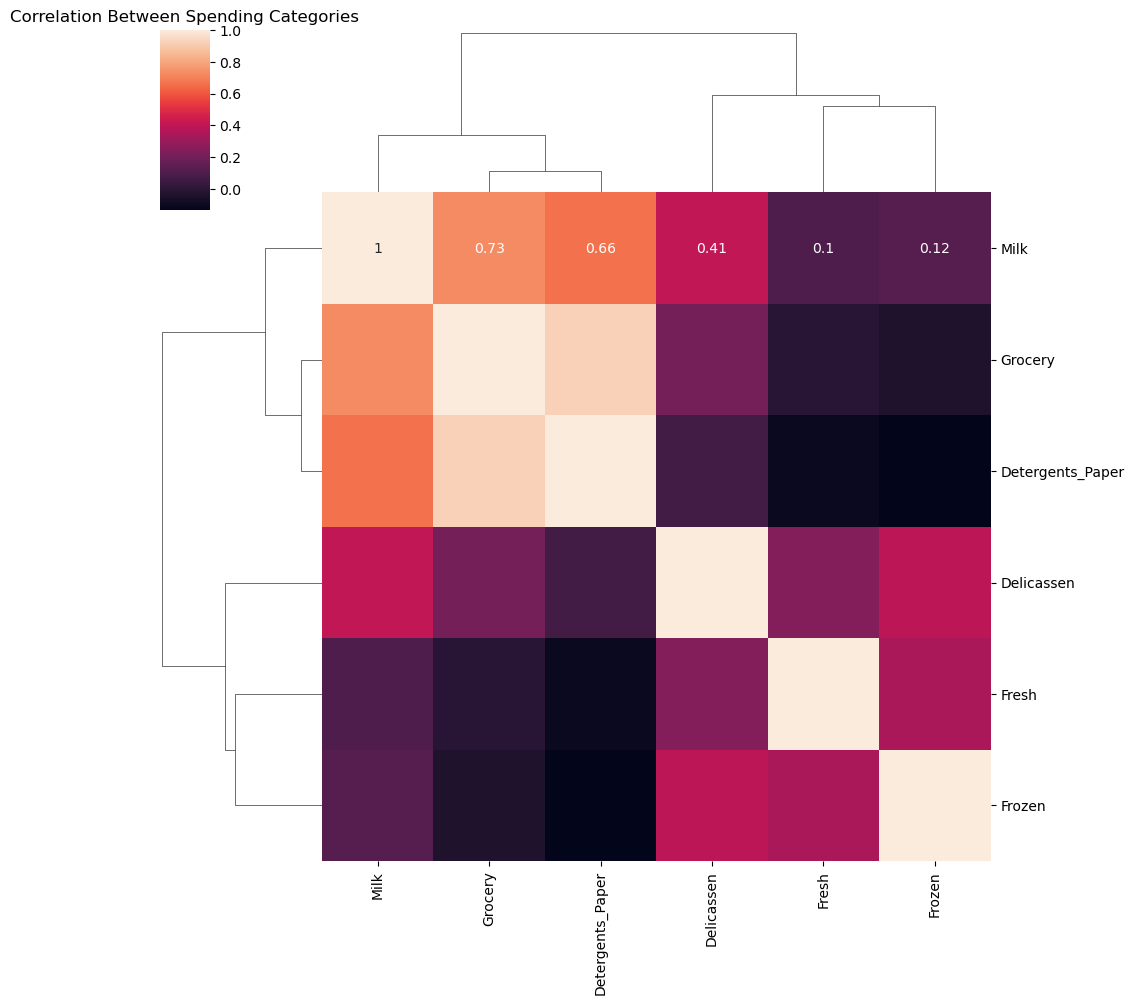 Correlation Between Spending Categories
1.0
0.8
0.6
0.4
0.2
0.0
1 0.73 0.66 0.41 0.1 0.12 Milk
Grocery
Detergents_Paper
Delicassen
Fresh
Frozen
Milk Grocery Detergents_Paper Delicassen Fresh Frozen